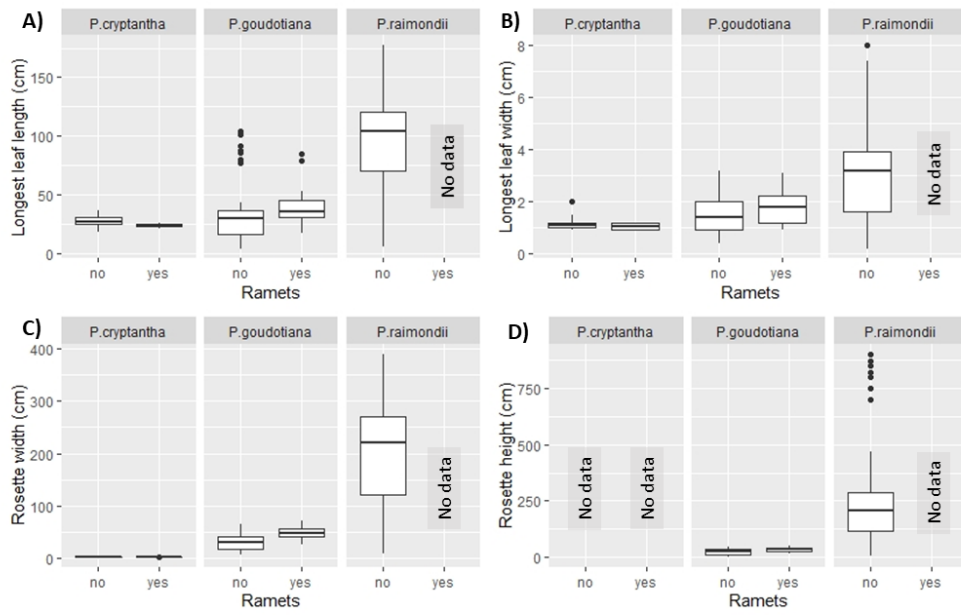 A)
P.cryptantha P.goudotiana P.raimondii
Longest leaf length (cm)
150
100
50
0
No data
no yes no yes no yes
Ramets
B)
P.cryptantha P.goudotiana P.raimondii
Longest leaf width (cm)
8
6
4
2
0
No data
no yes no yes no yes
Ramets
C)
P.cryptantha P.goudotiana P.raimondii
Rosette width (cm)
400
300
200
100
0
No data
no yes no yes no yes
Ramets
D)
P.cryptantha P.goudotiana P.raimondii
Rosette height (cm)
750
500
250
0
No data
No data
No data
no yes no yes no yes
Ramets